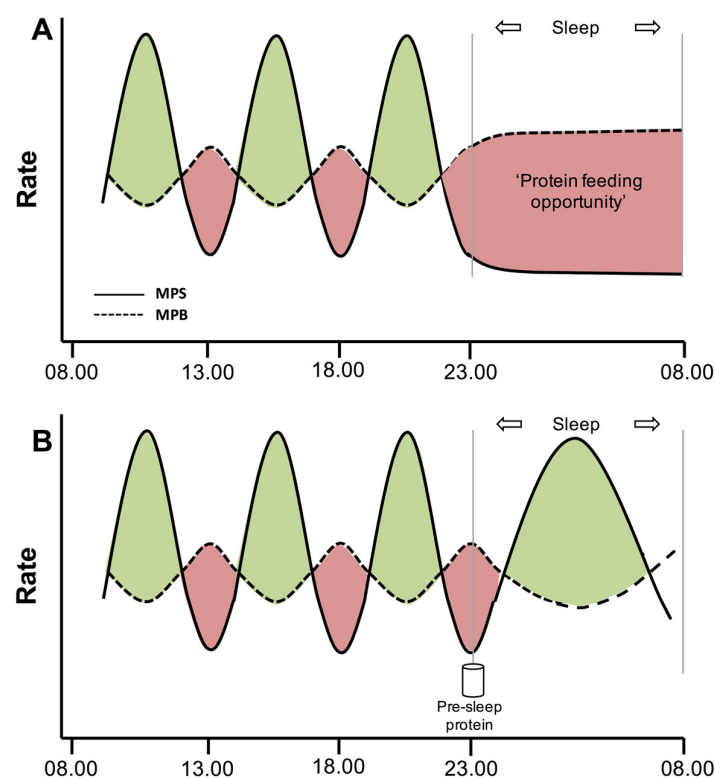 A
Sleep
Rate
'Protein feeding
opportunity'
MPS
MPB
08.00 13.00 18.00 23.00 08.00
B
Sleep
Rate
Pre-sleep
protein
08.00 13.00 18.00 23.00 08.00